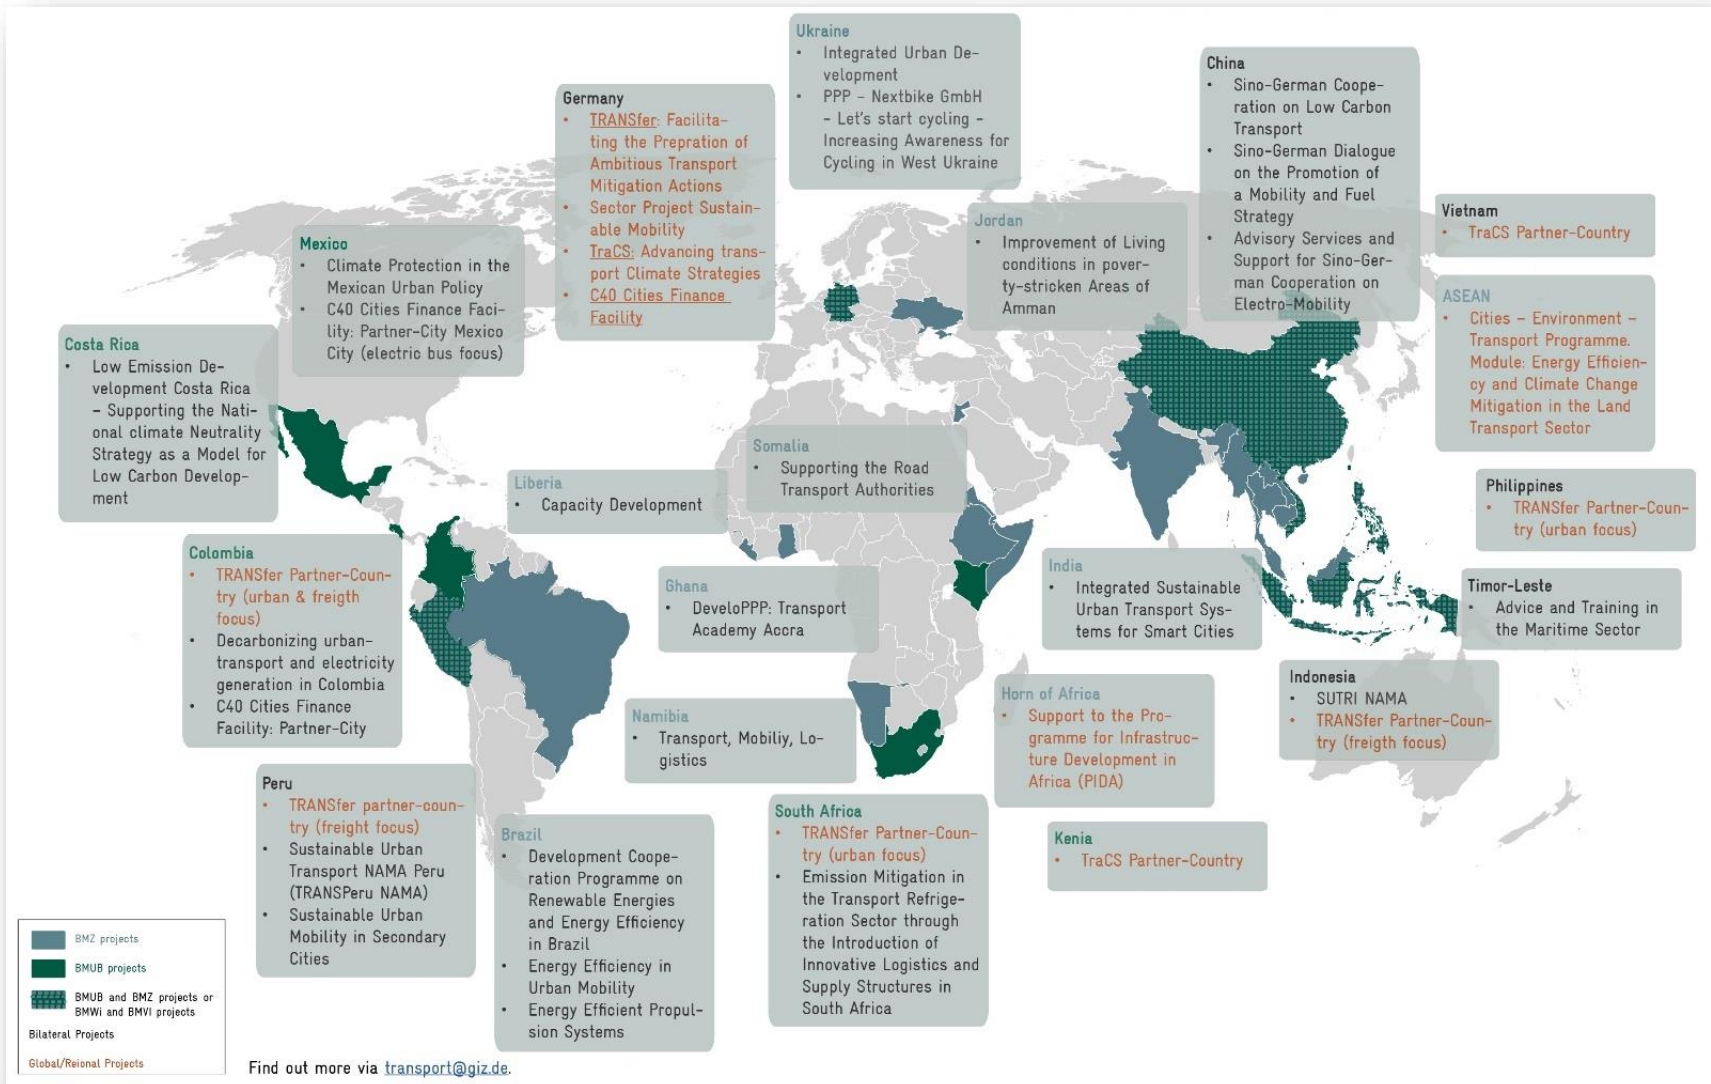 Ukraine
• Integrated Urban De-
velopment
• PPP – Nextbike GmbH
– Let's start cycling –
Increasing Awareness for
Cycling in West Ukraine
China
• Sino-German Coope-
ration on Low Carbon
Transport
• Sino-German Dialogue
on the Promotion of
a Mobility and Fuel
Strategy
• Advisory Services and
Support for Sino-Ger-
man Cooperation on
Electro-Mobility
Germany
• TRANSfer: Facilita-
ting the Prepration of
Ambitious Transport
Mitigation Actions
• Sector Project Sustain-
able Mobility
• TraCS: Advancing trans-
port Climate Strategies
• C40 Cities Finance
Facility
Vietnam
• TraCS Partner-Country
Jordan
• Improvement of Living
conditions in pover-
ty-stricken Areas of
Amman
Mexico
• Climate Protection in the
Mexican Urban Policy
• C40 Cities Finance Faci-
lity: Partner-City Mexico
City (electric bus focus)
ASEAN
• Cities – Environment –
Transport Programme.
Module: Energy Efficien-
cy and Climate Change
Mitigation in the Land
Transport Sector
Costa Rica
• Low Emission De-
velopment Costa Rica
– Supporting the Nati-
onal climate Neutrality
Strategy as a Model for
Low Carbon Develop-
ment
Somalia
• Supporting the Road
Transport Authorities
Liberia
• Capacity Development
Philippines
• TRANSfer Partner-Coun-
try (urban focus)
Colombia
• TRANSfer Partner-Coun-
try (urban & freigth
focus)
• Decarbonizing urban-
transport and electricity
generation in Colombia
• C40 Cities Finance
Facility: Partner-City
Ghana
• DeveloPPP: Transport
Academy Accra
India
• Integrated Sustainable
Urban Transport Sys-
tems for Smart Cities
Timor-Leste
• Advice and Training in
the Maritime Sector
Indonesia
• SUTRI NAMA
• TRANSfer Partner-Coun-
try (freigth focus)
Namibia
• Transport, Mobiliy, Lo-
gistics
Horn of Africa
• Support to the Pro-
gramme for Infrastruc-
ture Development in
Africa (PIDA)
Peru
• TRANSfer partner-coun-
try (freight focus)
• Sustainable Urban
Transport NAMA Peru
(TRANSPeru NAMA)
• Sustainable Urban
Mobility in Secondary
Cities
Brazil
• Development Coope-
ration Programme on
Renewable Energies
and Energy Efficiency
in Brazil
• Energy Efficiency in
Urban Mobility
• Energy Efficient Propul-
sion Systems
South Africa
• TRANSfer Partner-Coun-
try (urban focus)
• Emission Mitigation in
the Transport Refrige-
ration Sector through
the Introduction of
Innovative Logistics and
Supply Structures in
South Africa
Kenia
• TraCS Partner-Country
BMZ projects
BMUB projects
BMUB and BMZ projects or
BMWi and BMVI projects
Bilateral Projects
Global/Reional Projects
Find out more via transport@giz.de.